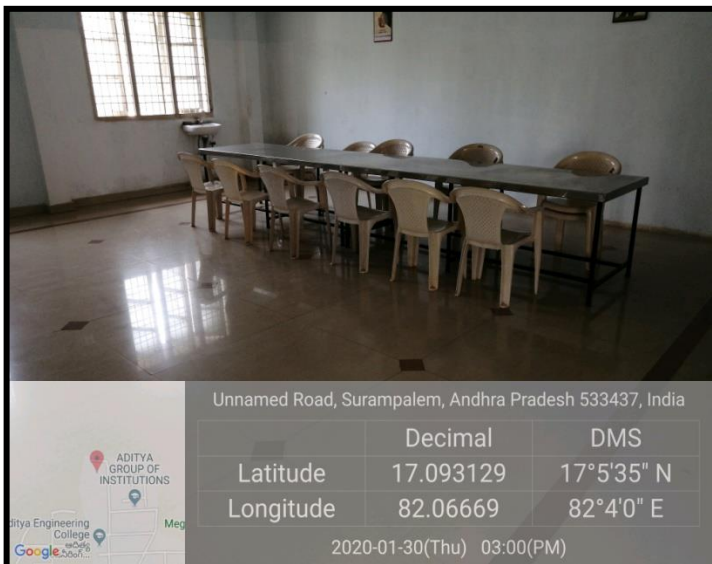 Unnamed Road, Surampalem, Andhra Pradesh 533437, India
Decimal DMS
Latitude 17.093129 17°5'35" N
Longitude 82.06669 82°4'0" E
2020-01-30(Thu) 03:00(PM)
ADITYA
GROUP OF
INSTITUTIONS
ditya Engineering
College
Meg
Google